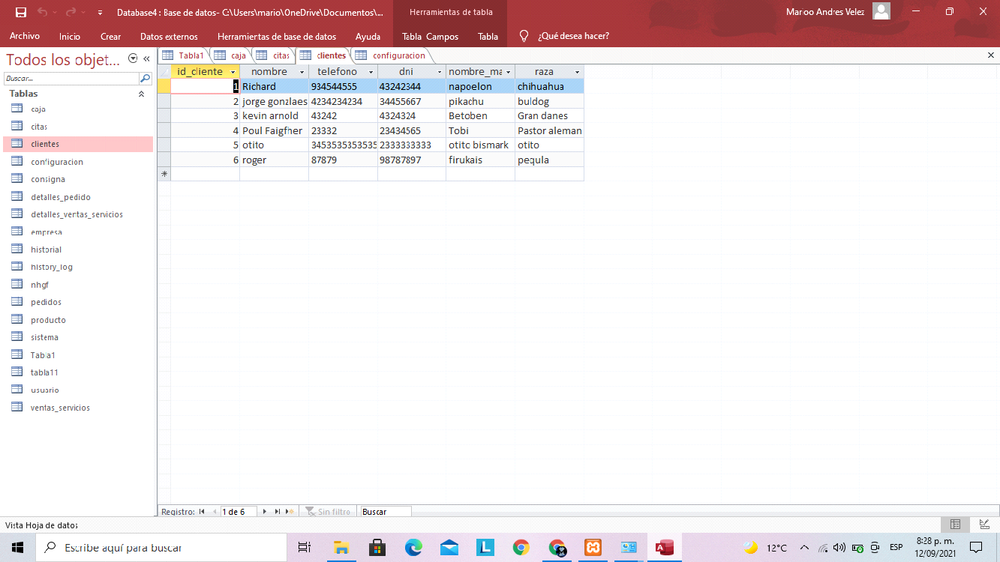 Database4 : Base de datos- C:\Users\mario\OneDrive\Documentos\...
Herramientas de tabla
Marioo Andres Velez
Archivo Inicio Crear Datos externos Herramientas de base de datos Ayuda Tabla Campos Tabla ¿Qué desea hacer?
Todos los objet... «
Buscar...
Tablas
caja
citas
clientes
configuracion
consigna
detalles_pedido
detalles_ventas_servicios
empresa
historial
history_log
nhgf
pedidos
producto
sistema
Tabla1
tabla11
usuario
ventas_servicios
Tabla1 caja citas clientes configuracion
id_cliente nombre telefono dni nombre_ma raza
1 Richard 934544555 43242344 napoelon chihuahua
2 jorge gonzlaes 4234234234 34455667 pikachu buldog
3 kevin arnold 43242 4324324 Betoben Gran danes
4 Poul Faigfher 23332 23434565 Tobi Pastor aleman
5 otito 3453535353535 2333333333 otito bismark otito
6 roger 87879 98787897 firukais pequla
*
Registro: 1 de 6 Sin filtro Buscar
Vista Hoja de datos
Escribe aquí para buscar
12°C ESP 8:28 p. m.
12/09/2021